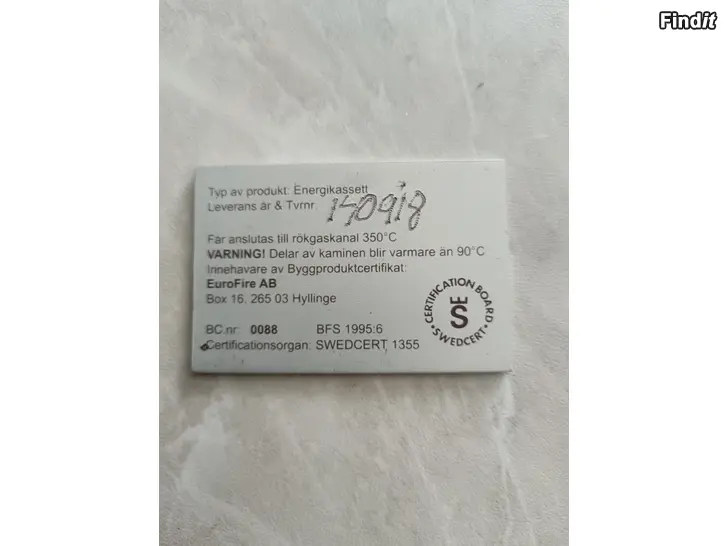 Findit
Typ av produkt: Energikassett
Leverans år & Tvrnr. 140918
Får anslutas till rökgaskanal 350°C
VARNING! Delar av kaminen blir varmare än 90°C
Innehavare av Byggproduktcertifikat:
EuroFire AB
Box 16, 265 03 Hyllinge
BC.nr: 0088 BFS 1995:6
Certificationsorgan: SWEDCERT 1355
CERTIFICATION BOARD
S
SWEDCERT